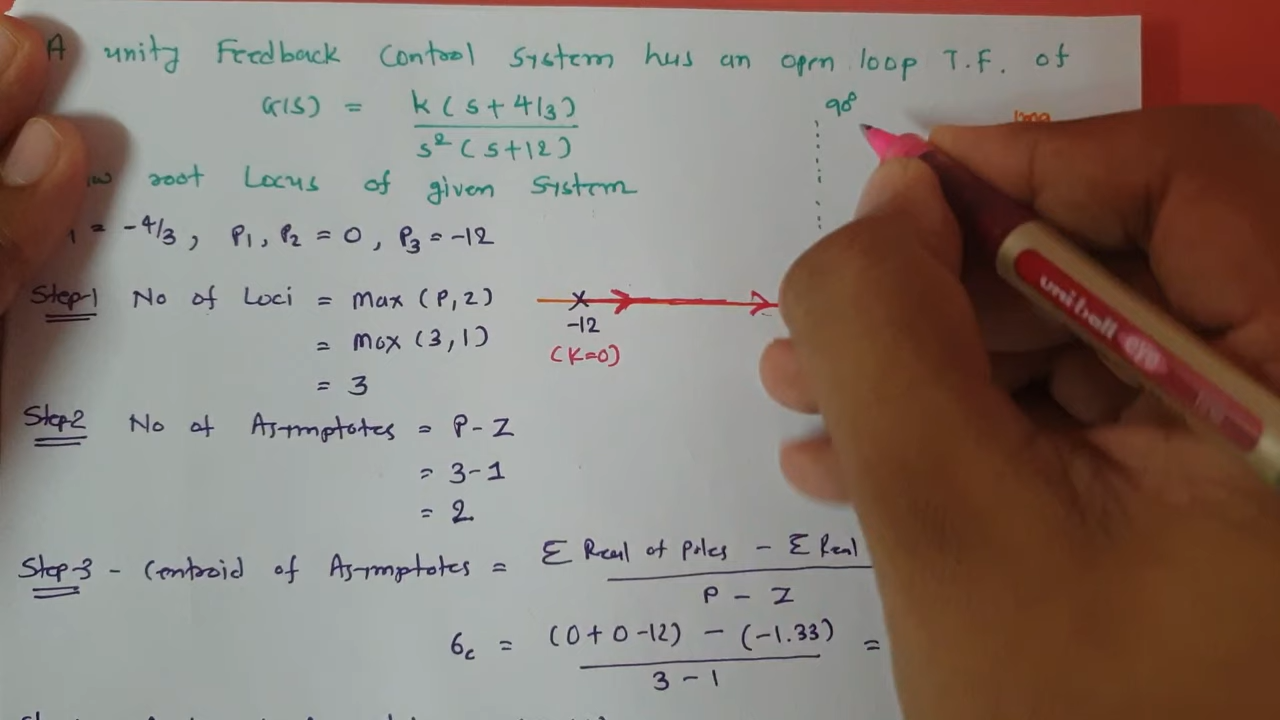 A unity Feedback Control System has an open loop T.F. of
G(S) = k(s+4/3)
s²(s+12)
90°
root Locus of given System
= -4/3, P1, P2 = 0, P3 = -12
Step-1 No of Loci = max (P,Z)
= max (3,1)
= 3
-12
(K=0)
Step2 No of Asymptotes = P-Z
= 3-1
= 2
Step-3 - Centroid of Asymptotes = Σ Real of Poles - Σ Real
P - Z
σc = (0+0-12) - (-1.33) =
3-1
uniball eye